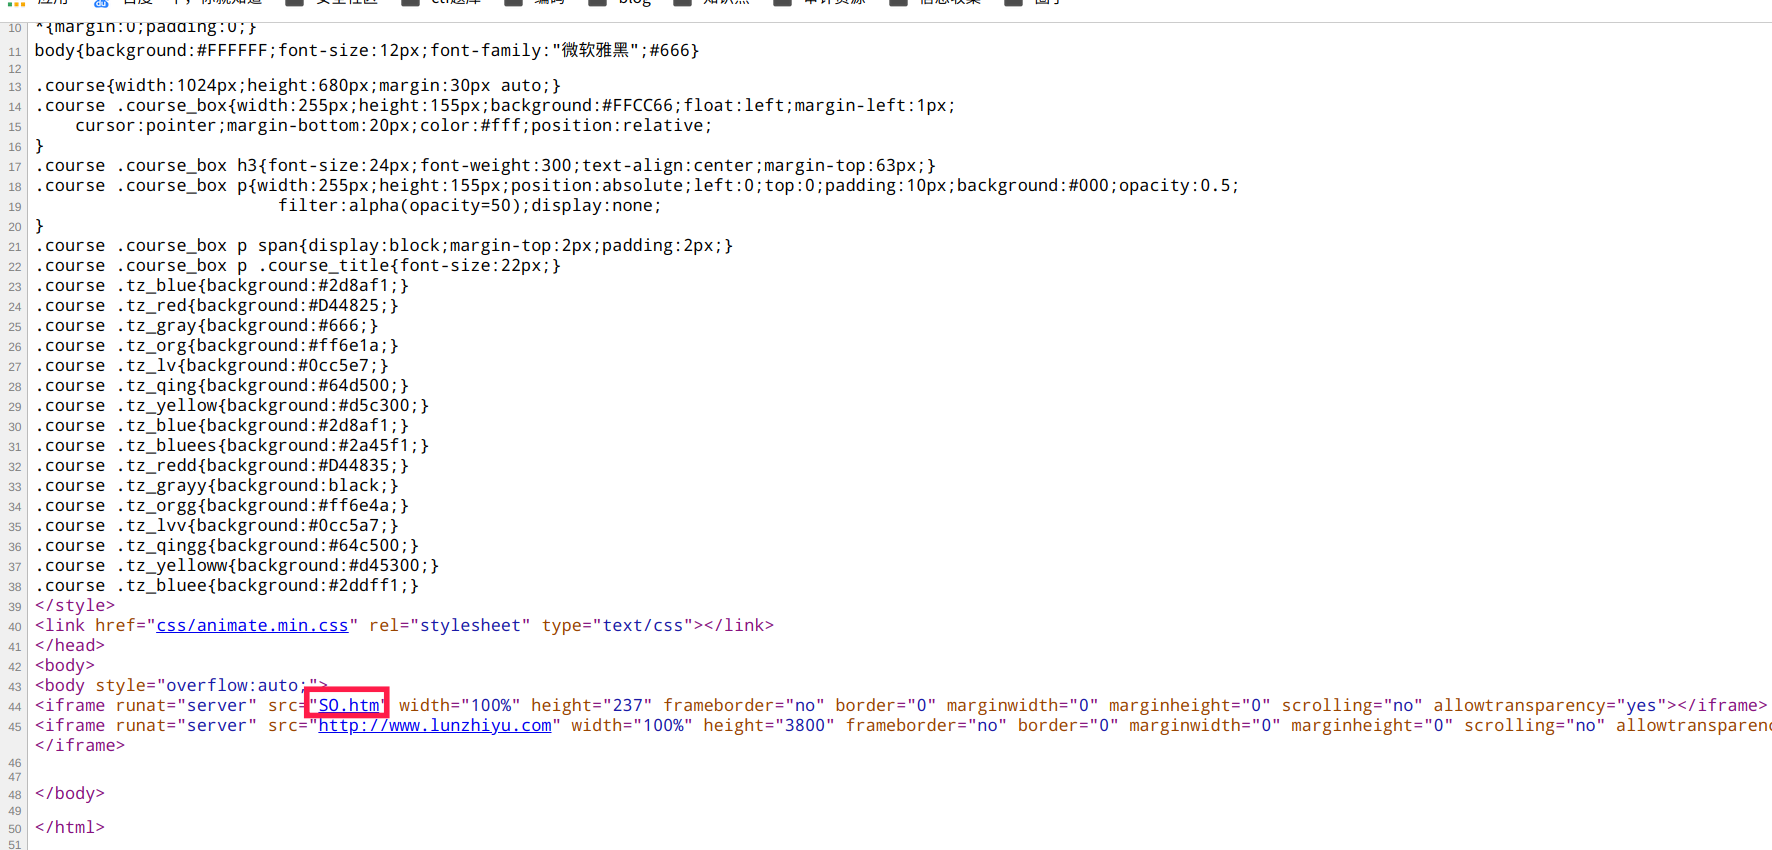 应用 百度一下，你就知道 安全社区 ctf题库 编码 blog 知识点 审计资源 信息收集 圈子
10 *{margin:0;padding:0;}
11 body{background:#FFFFFF;font-size:12px;font-family:"微软雅黑";#666}
12
13 .course{width:1024px;height:680px;margin:30px auto;}
14 .course .course_box{width:255px;height:155px;background:#FFCC66;float:left;margin-left:1px;
15 cursor:pointer;margin-bottom:20px;color:#fff;position:relative;
16 }
17 .course .course_box h3{font-size:24px;font-weight:300;text-align:center;margin-top:63px;}
18 .course .course_box p{width:255px;height:155px;position:absolute;left:0;top:0;padding:10px;background:#000;opacity:0.5;
19 filter:alpha(opacity=50);display:none;
20 }
21 .course .course_box p span{display:block;margin-top:2px;padding:2px;}
22 .course .course_box p .course_title{font-size:22px;}
23 .course .tz_blue{background:#2d8af1;}
24 .course .tz_red{background:#D44825;}
25 .course .tz_gray{background:#666;}
26 .course .tz_org{background:#ff6e1a;}
27 .course .tz_lv{background:#0cc5e7;}
28 .course .tz_qing{background:#64d500;}
29 .course .tz_yellow{background:#d5c300;}
30 .course .tz_blue{background:#2d8af1;}
31 .course .tz_bluees{background:#2a45f1;}
32 .course .tz_redd{background:#D44835;}
33 .course .tz_grayy{background:black;}
34 .course .tz_orgg{background:#ff6e4a;}
35 .course .tz_lvv{background:#0cc5a7;}
36 .course .tz_qingg{background:#64c500;}
37 .course .tz_yelloww{background:#d45300;}
38 .course .tz_bluee{background:#2ddff1;}
39 </style>
40 <link href="css/animate.min.css" rel="stylesheet" type="text/css"></link>
41 </head>
42 <body>
43 <body style="overflow:auto;">
44 <iframe runat="server" src="SO.htm" width="100%" height="237" frameborder="no" border="0" marginwidth="0" marginheight="0" scrolling="no" allowtransparency="yes"></iframe>
45 <iframe runat="server" src="http://www.lunzhiyu.com" width="100%" height="3800" frameborder="no" border="0" marginwidth="0" marginheight="0" scrolling="no" allowtransparenc
</iframe>
46
47
48 </body>
49
50 </html>
51